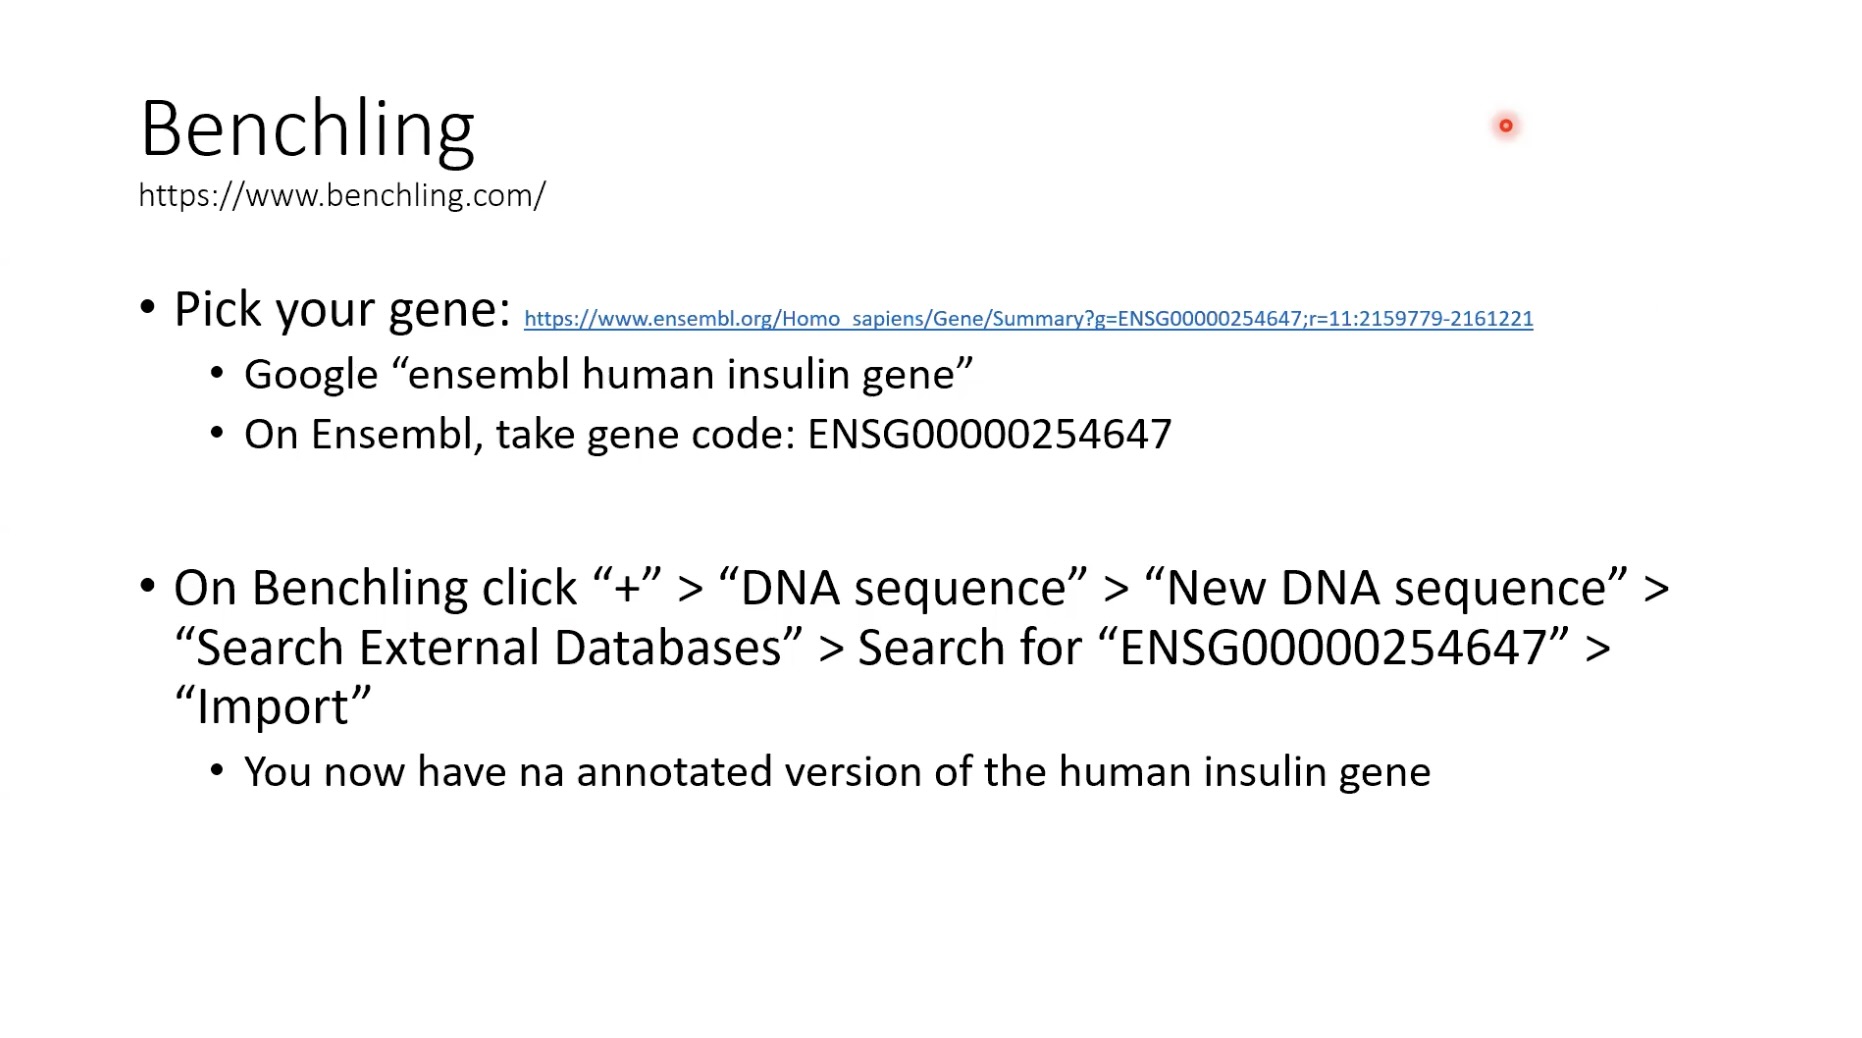 Benchling
https://www.benchling.com/
• Pick your gene: https://www.ensembl.org/Homo_sapiens/Gene/Summary?g=ENSG00000254647;r=11:2159779-2161221
• Google “ensembl human insulin gene”
• On Ensembl, take gene code: ENSG00000254647
• On Benchling click “+” > “DNA sequence” > “New DNA sequence” >
“Search External Databases” > Search for “ENSG00000254647” >
“Import”
• You now have na annotated version of the human insulin gene